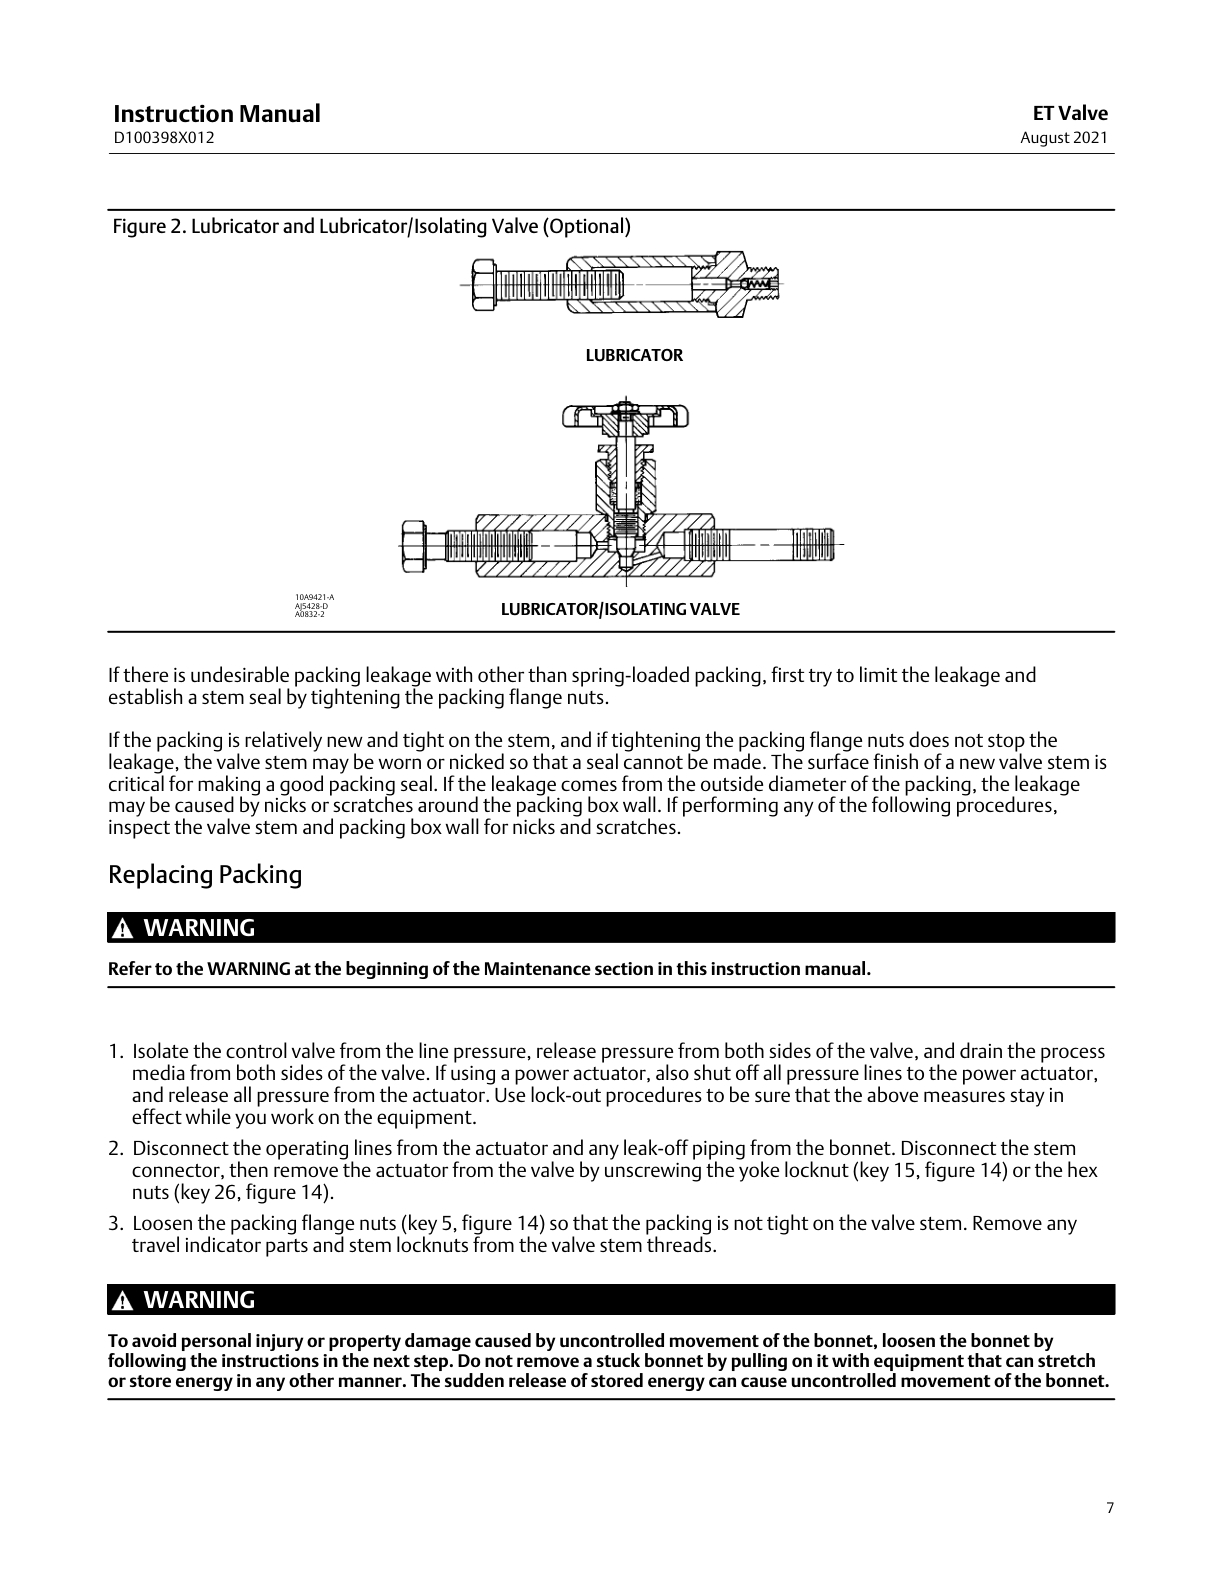 Instruction Manual
D100398X012
ET Valve
August 2021
Figure 2. Lubricator and Lubricator/Isolating Valve (Optional)
LUBRICATOR
10A9421-A
AJ5428-D
A0832-2
LUBRICATOR/ISOLATING VALVE
If there is undesirable packing leakage with other than spring-loaded packing, first try to limit the leakage and
establish a stem seal by tightening the packing flange nuts.
If the packing is relatively new and tight on the stem, and if tightening the packing flange nuts does not stop the
leakage, the valve stem may be worn or nicked so that a seal cannot be made. The surface finish of a new valve stem is
critical for making a good packing seal. If the leakage comes from the outside diameter of the packing, the leakage
may be caused by nicks or scratches around the packing box wall. If performing any of the following procedures,
inspect the valve stem and packing box wall for nicks and scratches.
Replacing Packing
WARNING
Refer to the WARNING at the beginning of the Maintenance section in this instruction manual.
1. Isolate the control valve from the line pressure, release pressure from both sides of the valve, and drain the process
media from both sides of the valve. If using a power actuator, also shut off all pressure lines to the power actuator,
and release all pressure from the actuator. Use lock-out procedures to be sure that the above measures stay in
effect while you work on the equipment.
2. Disconnect the operating lines from the actuator and any leak-off piping from the bonnet. Disconnect the stem
connector, then remove the actuator from the valve by unscrewing the yoke locknut (key 15, figure 14) or the hex
nuts (key 26, figure 14).
3. Loosen the packing flange nuts (key 5, figure 14) so that the packing is not tight on the valve stem. Remove any
travel indicator parts and stem locknuts from the valve stem threads.
WARNING
To avoid personal injury or property damage caused by uncontrolled movement of the bonnet, loosen the bonnet by
following the instructions in the next step. Do not remove a stuck bonnet by pulling on it with equipment that can stretch
or store energy in any other manner. The sudden release of stored energy can cause uncontrolled movement of the bonnet.
7